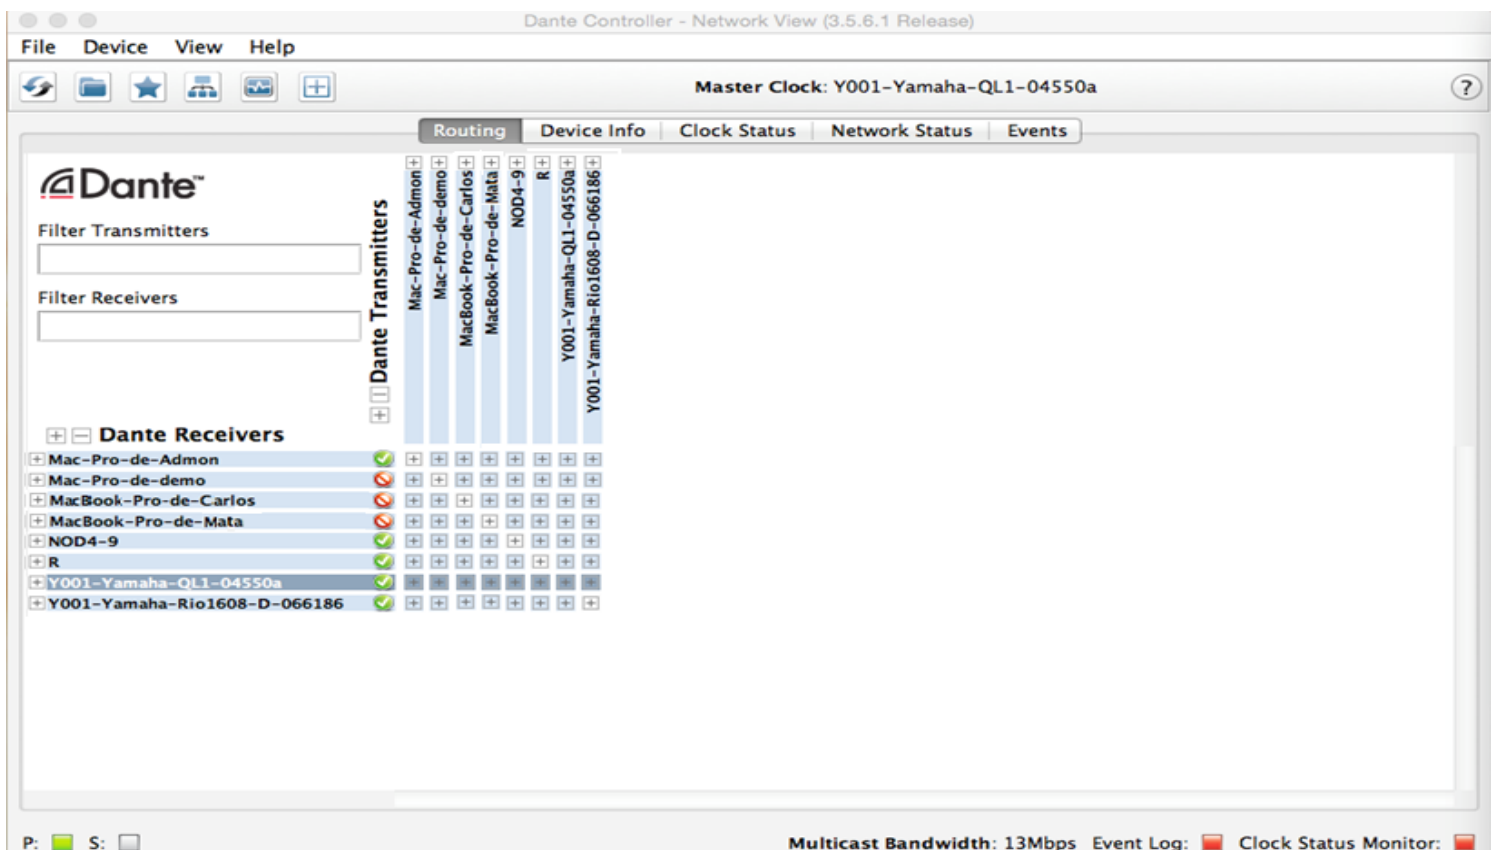 Dante Controller - Network View (3.5.6.1 Release)
File Device View Help
Master Clock: Y001-Yamaha-QL1-04550a
?
Routing Device Info Clock Status Network Status Events
Dante™
Filter Transmitters
Filter Receivers
Dante Transmitters
Mac-Pro-de-Admon
Mac-Pro-de-demo
MacBook-Pro-de-Carlos
MacBook-Pro-de-Mata
NOD4-9
R
Y001-Yamaha-QL1-04550a
Y001-Yamaha-Rio1608-D-066186
Dante Receivers
Mac-Pro-de-Admon
Mac-Pro-de-demo
MacBook-Pro-de-Carlos
MacBook-Pro-de-Mata
NOD4-9
R
Y001-Yamaha-QL1-04550a
Y001-Yamaha-Rio1608-D-066186
P: S: Multicast Bandwidth: 13Mbps Event Log: Clock Status Monitor: